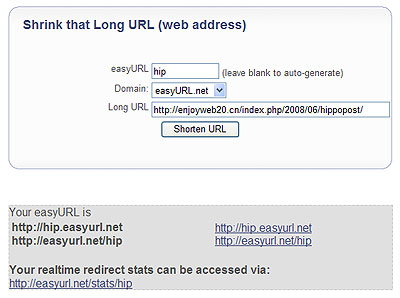 Shrink that Long URL (web address)
easyURL hip (leave blank to auto-generate)
Domain: easyURL.net
Long URL http://enjoyweb20.cn/index.php/2008/06/hippopost/
Shorten URL
Your easyURL is
http://hip.easyurl.net http://hip.easyurl.net
http://easyurl.net/hip http://easyurl.net/hip
Your realtime redirect stats can be accessed via:
http://easyurl.net/stats/hip